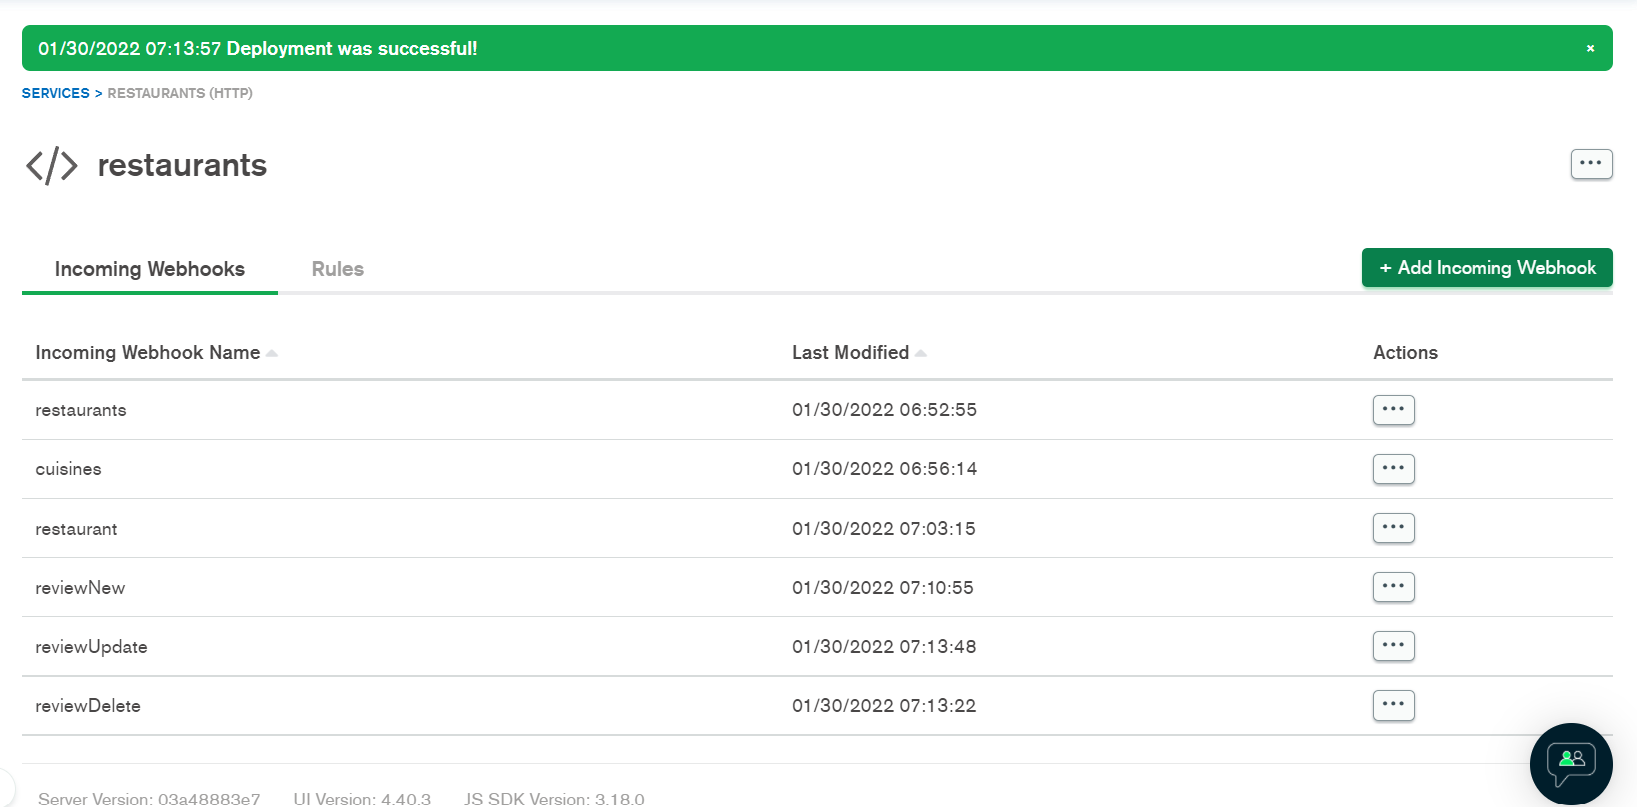 01/30/2022 07:13:57 Deployment was successful! ×
SERVICES > RESTAURANTS (HTTP)
</> restaurants
Incoming Webhooks Rules + Add Incoming Webhook
Incoming Webhook Name Last Modified Actions
restaurants 01/30/2022 06:52:55
cuisines 01/30/2022 06:56:14
restaurant 01/30/2022 07:03:15
reviewNew 01/30/2022 07:10:55
reviewUpdate 01/30/2022 07:13:48
reviewDelete 01/30/2022 07:13:22
Server Version: 03a48883e7 UI Version: 4.40.3 JS SDK Version: 3.18.0